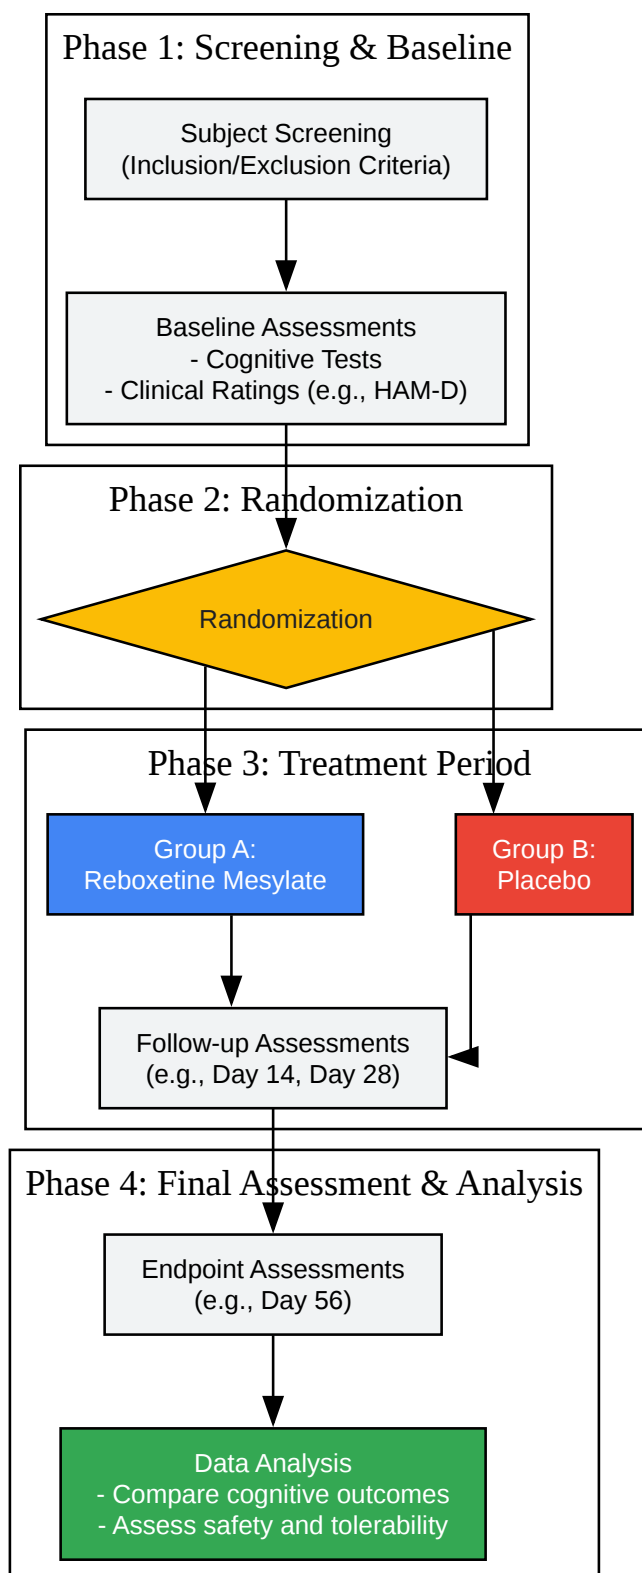 Phase 1: Screening & Baseline
Subject Screening
(Inclusion/Exclusion Criteria)
Baseline Assessments
- Cognitive Tests
- Clinical Ratings (e.g., HAM-D)
Phase 2: Randomization
Randomization
Phase 3: Treatment Period
Group A:
Reboxetine Mesylate
Group B:
Placebo
Follow-up Assessments
(e.g., Day 14, Day 28)
Phase 4: Final Assessment & Analysis
Endpoint Assessments
(e.g., Day 56)
Data Analysis
- Compare cognitive outcomes
- Assess safety and tolerability